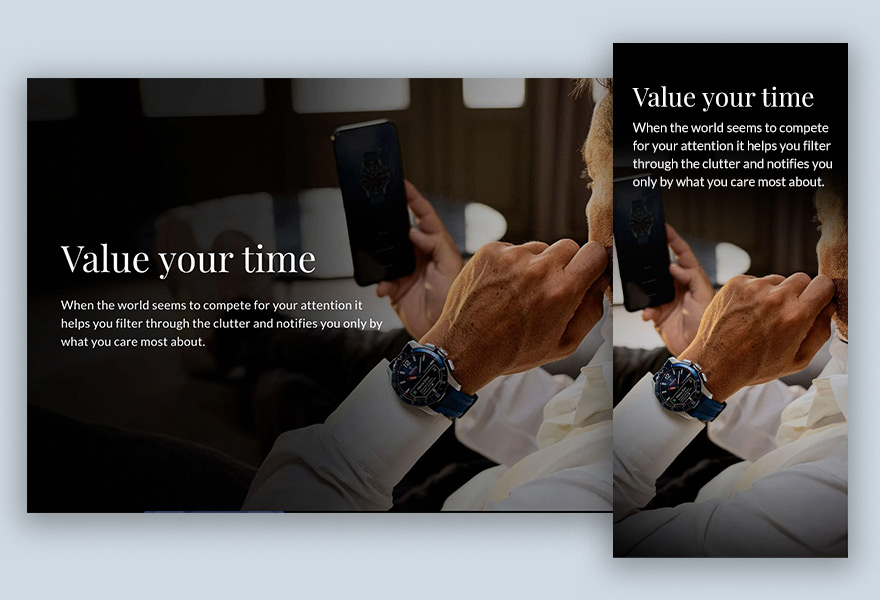 Value your time
When the world seems to compete for your attention it
helps you filter through the clutter and notifies you only by
what you care most about.
Value your time
When the world seems to compete
for your attention it helps you filter
through the clutter and notifies you
only by what you care most about.